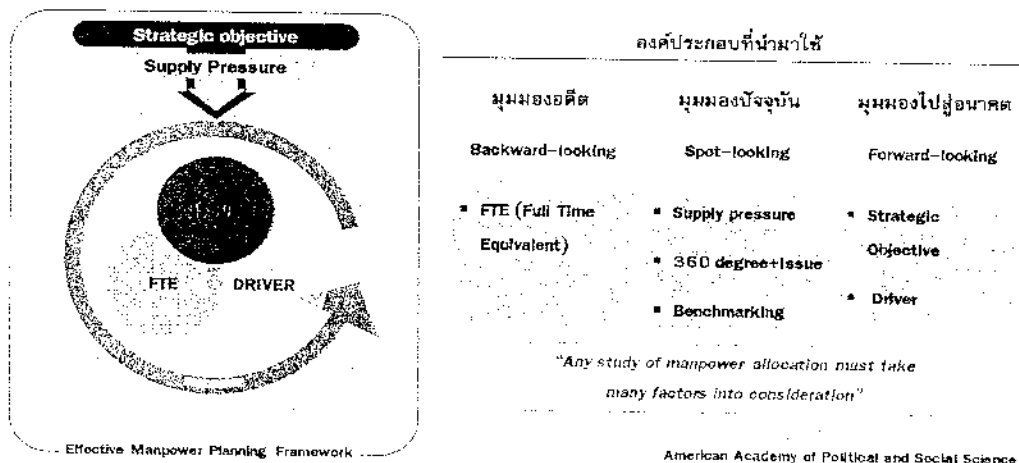 Strategic objective
Supply Pressure
FTE
DRIVER
Effective Manpower Planning Framework
องค์ประกอบที่นำมาใช้
มุมมองอดีต
มุมมองปัจจุบัน
มุมมองไปสู่อนาคต
Backward-looking
Spot-looking
Forward-looking
▪ FTE (Full Time
Equivalent)
▪ Supply pressure
▪ 360 degree+issue
▪ Benchmarking
▪ Strategic
Objective
▪ Driver
"Any study of manpower allocation must take
many factors into consideration"
American Academy of Political and Social Science